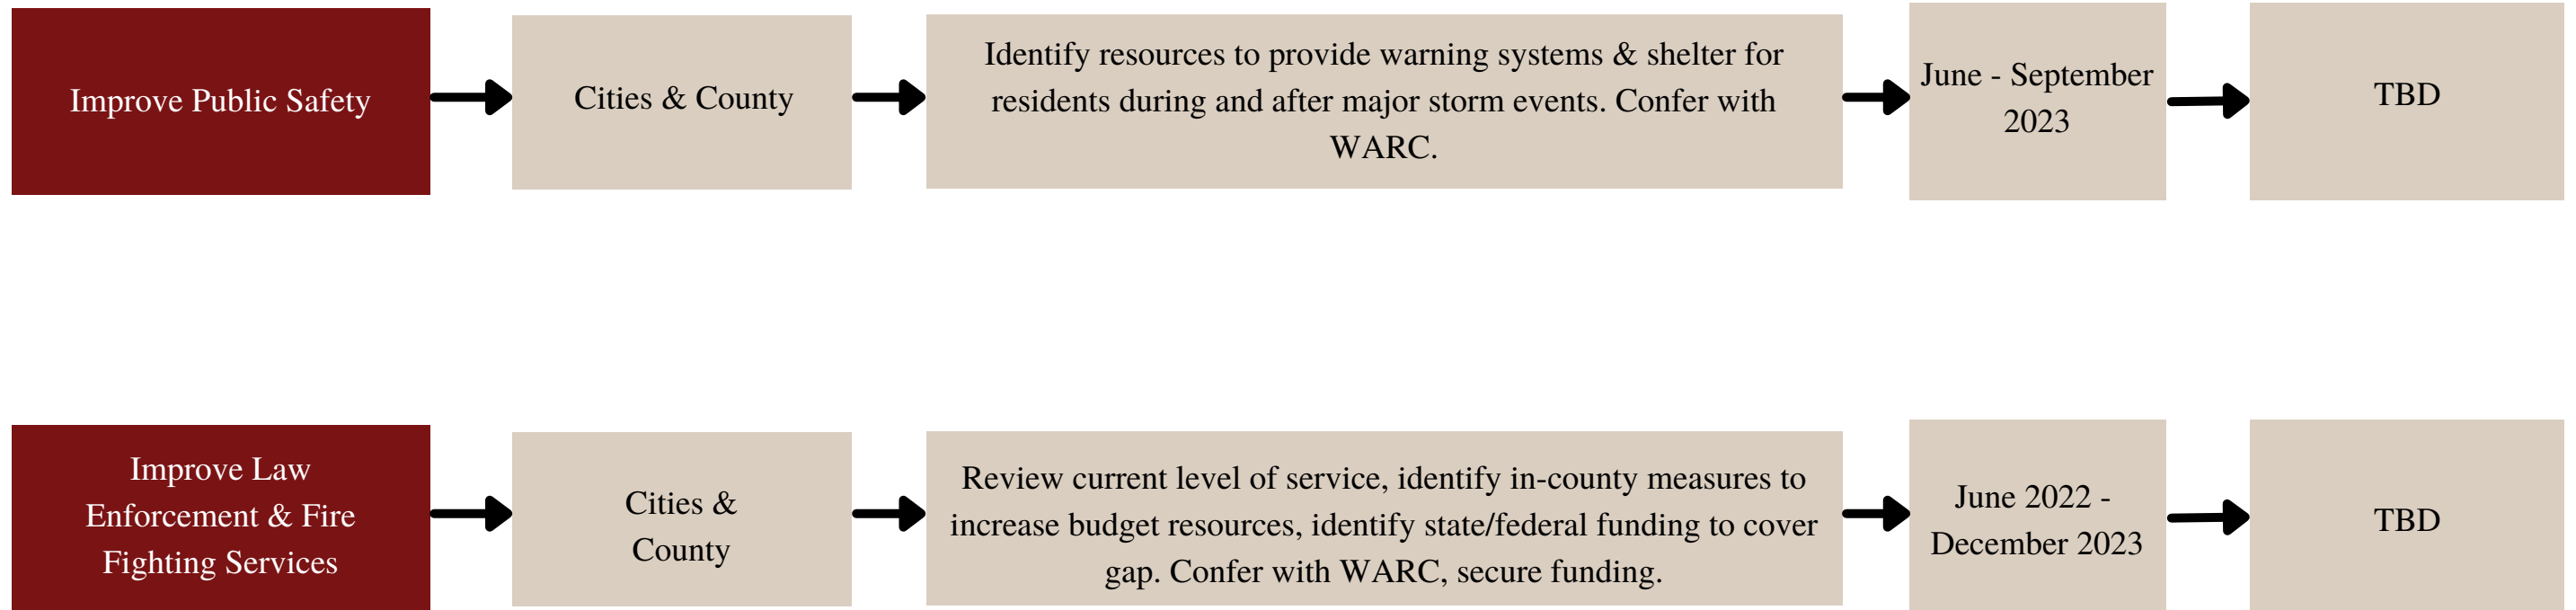 Improve Public Safety
Cities & County
Identify resources to provide warning systems & shelter for
residents during and after major storm events. Confer with
WARC.
June - September
2023
TBD
Improve Law
Enforcement & Fire
Fighting Services
Cities &
County
Review current level of service, identify in-county measures to
increase budget resources, identify state/federal funding to cover
gap. Confer with WARC, secure funding.
June 2022 -
December 2023
TBD